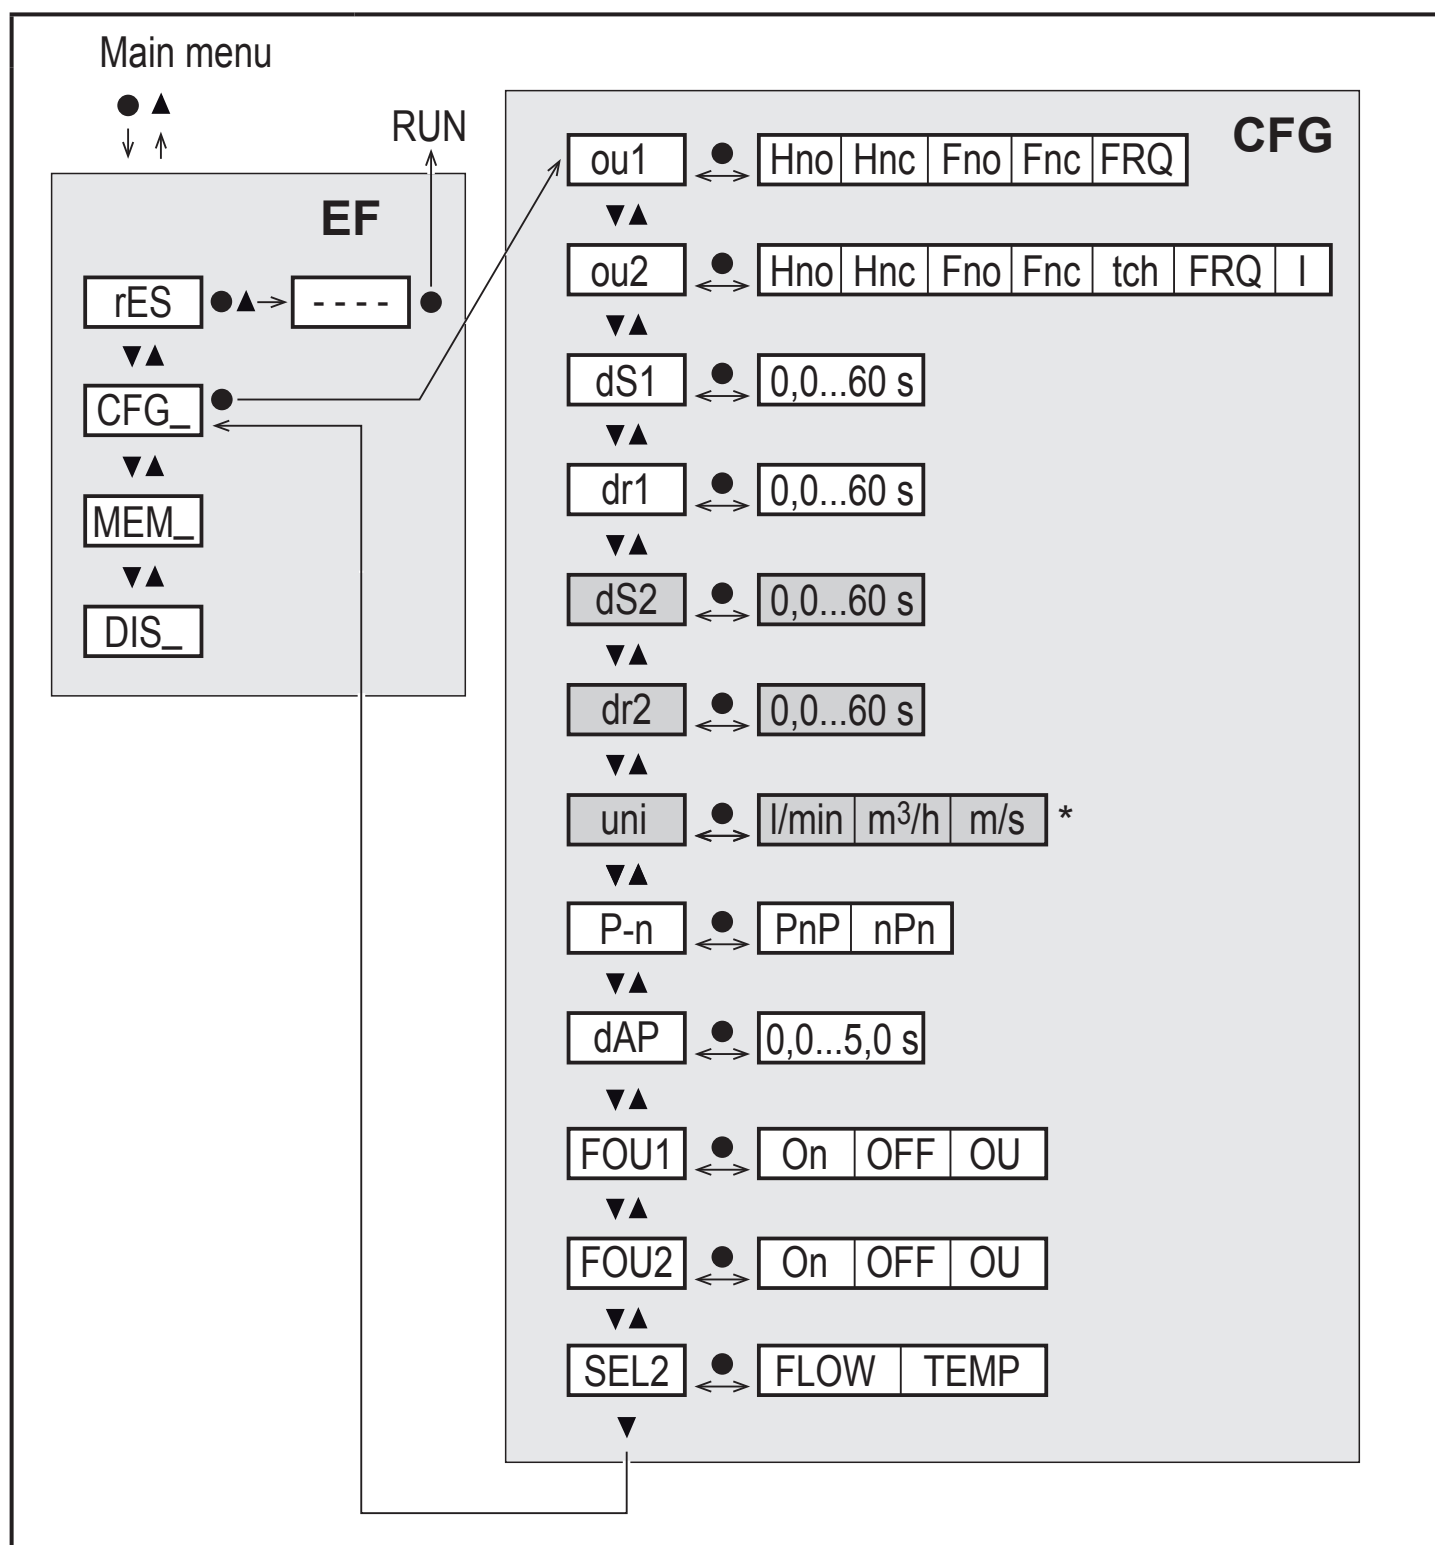 Main menu
RUN
EF
rES - - - -
CFG_
MEM_
DIS_
CFG
ou1 Hno Hnc Fno Fnc FRQ
ou2 Hno Hnc Fno Fnc tch FRQ I
dS1 0,0...60 s
dr1 0,0...60 s
dS2 0,0...60 s
dr2 0,0...60 s
uni l/min m³/h m/s *
P-n PnP nPn
dAP 0,0...5,0 s
FOU1 On OFF OU
FOU2 On OFF OU
SEL2 FLOW TEMP